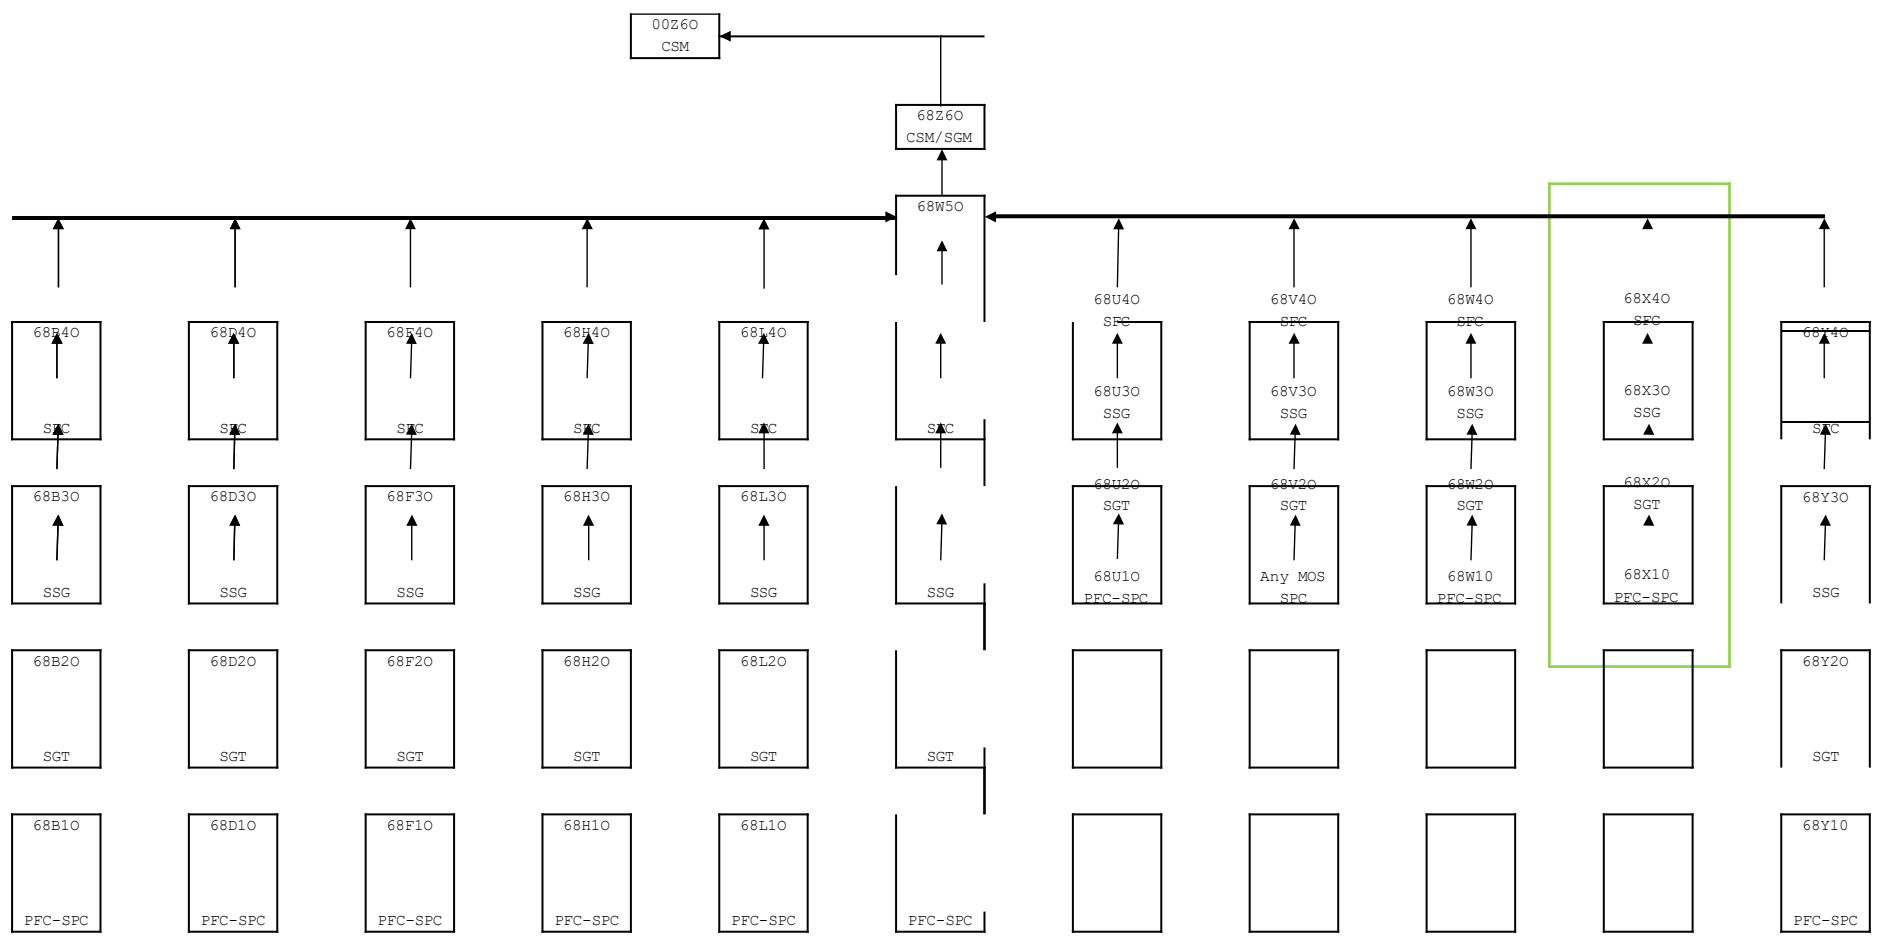 00Z6O
CSM
68Z6O
CSM/SGM
68W5O
68U4O
SFC
68V4O
SFC
68W4O
SFC
68X4O
SFC
68B4O
68D4O
68F4O
68H4O
68L4O
68Y4O
68U3O
SSG
68V3O
SSG
68W3O
SSG
68X3O
SSG
SFC
SFC
SFC
SFC
SFC
SFC
SFC
68U2O
SGT
68V2O
SGT
68W2O
SGT
68X2O
SGT
68B3O
68D3O
68F3O
68H3O
68L3O
68Y3O
68U1O
PFC-SPC
Any MOS
SPC
68W10
PFC-SPC
68X10
PFC-SPC
SSG
SSG
SSG
SSG
SSG
SSG
SSG
68B2O
68D2O
68F2O
68H2O
68L2O
68Y2O
SGT
SGT
SGT
SGT
SGT
SGT
SGT
68B1O
68D1O
68F1O
68H1O
68L1O
68Y10
PFC-SPC
PFC-SPC
PFC-SPC
PFC-SPC
PFC-SPC
PFC-SPC
PFC-SPC